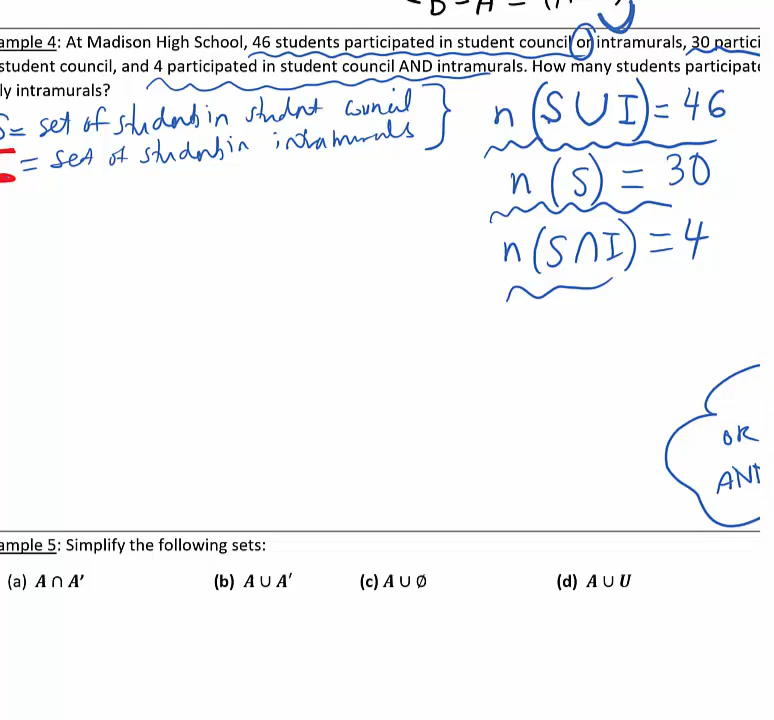 B - A =
ample 4: At Madison High School, 46 students participated in student council or intramurals, 30 partici
student council, and 4 participated in student council AND intramurals. How many students participate
ly intramurals?
S = set of students in student council
I = set of students in intramurals
n(S ∪ I) = 46
n(S) = 30
n(S ∩ I) = 4
OR
AND
ample 5: Simplify the following sets:
(a) A ∩ A′ (b) A ∪ A′ (c) A ∪ ∅ (d) A ∪ U